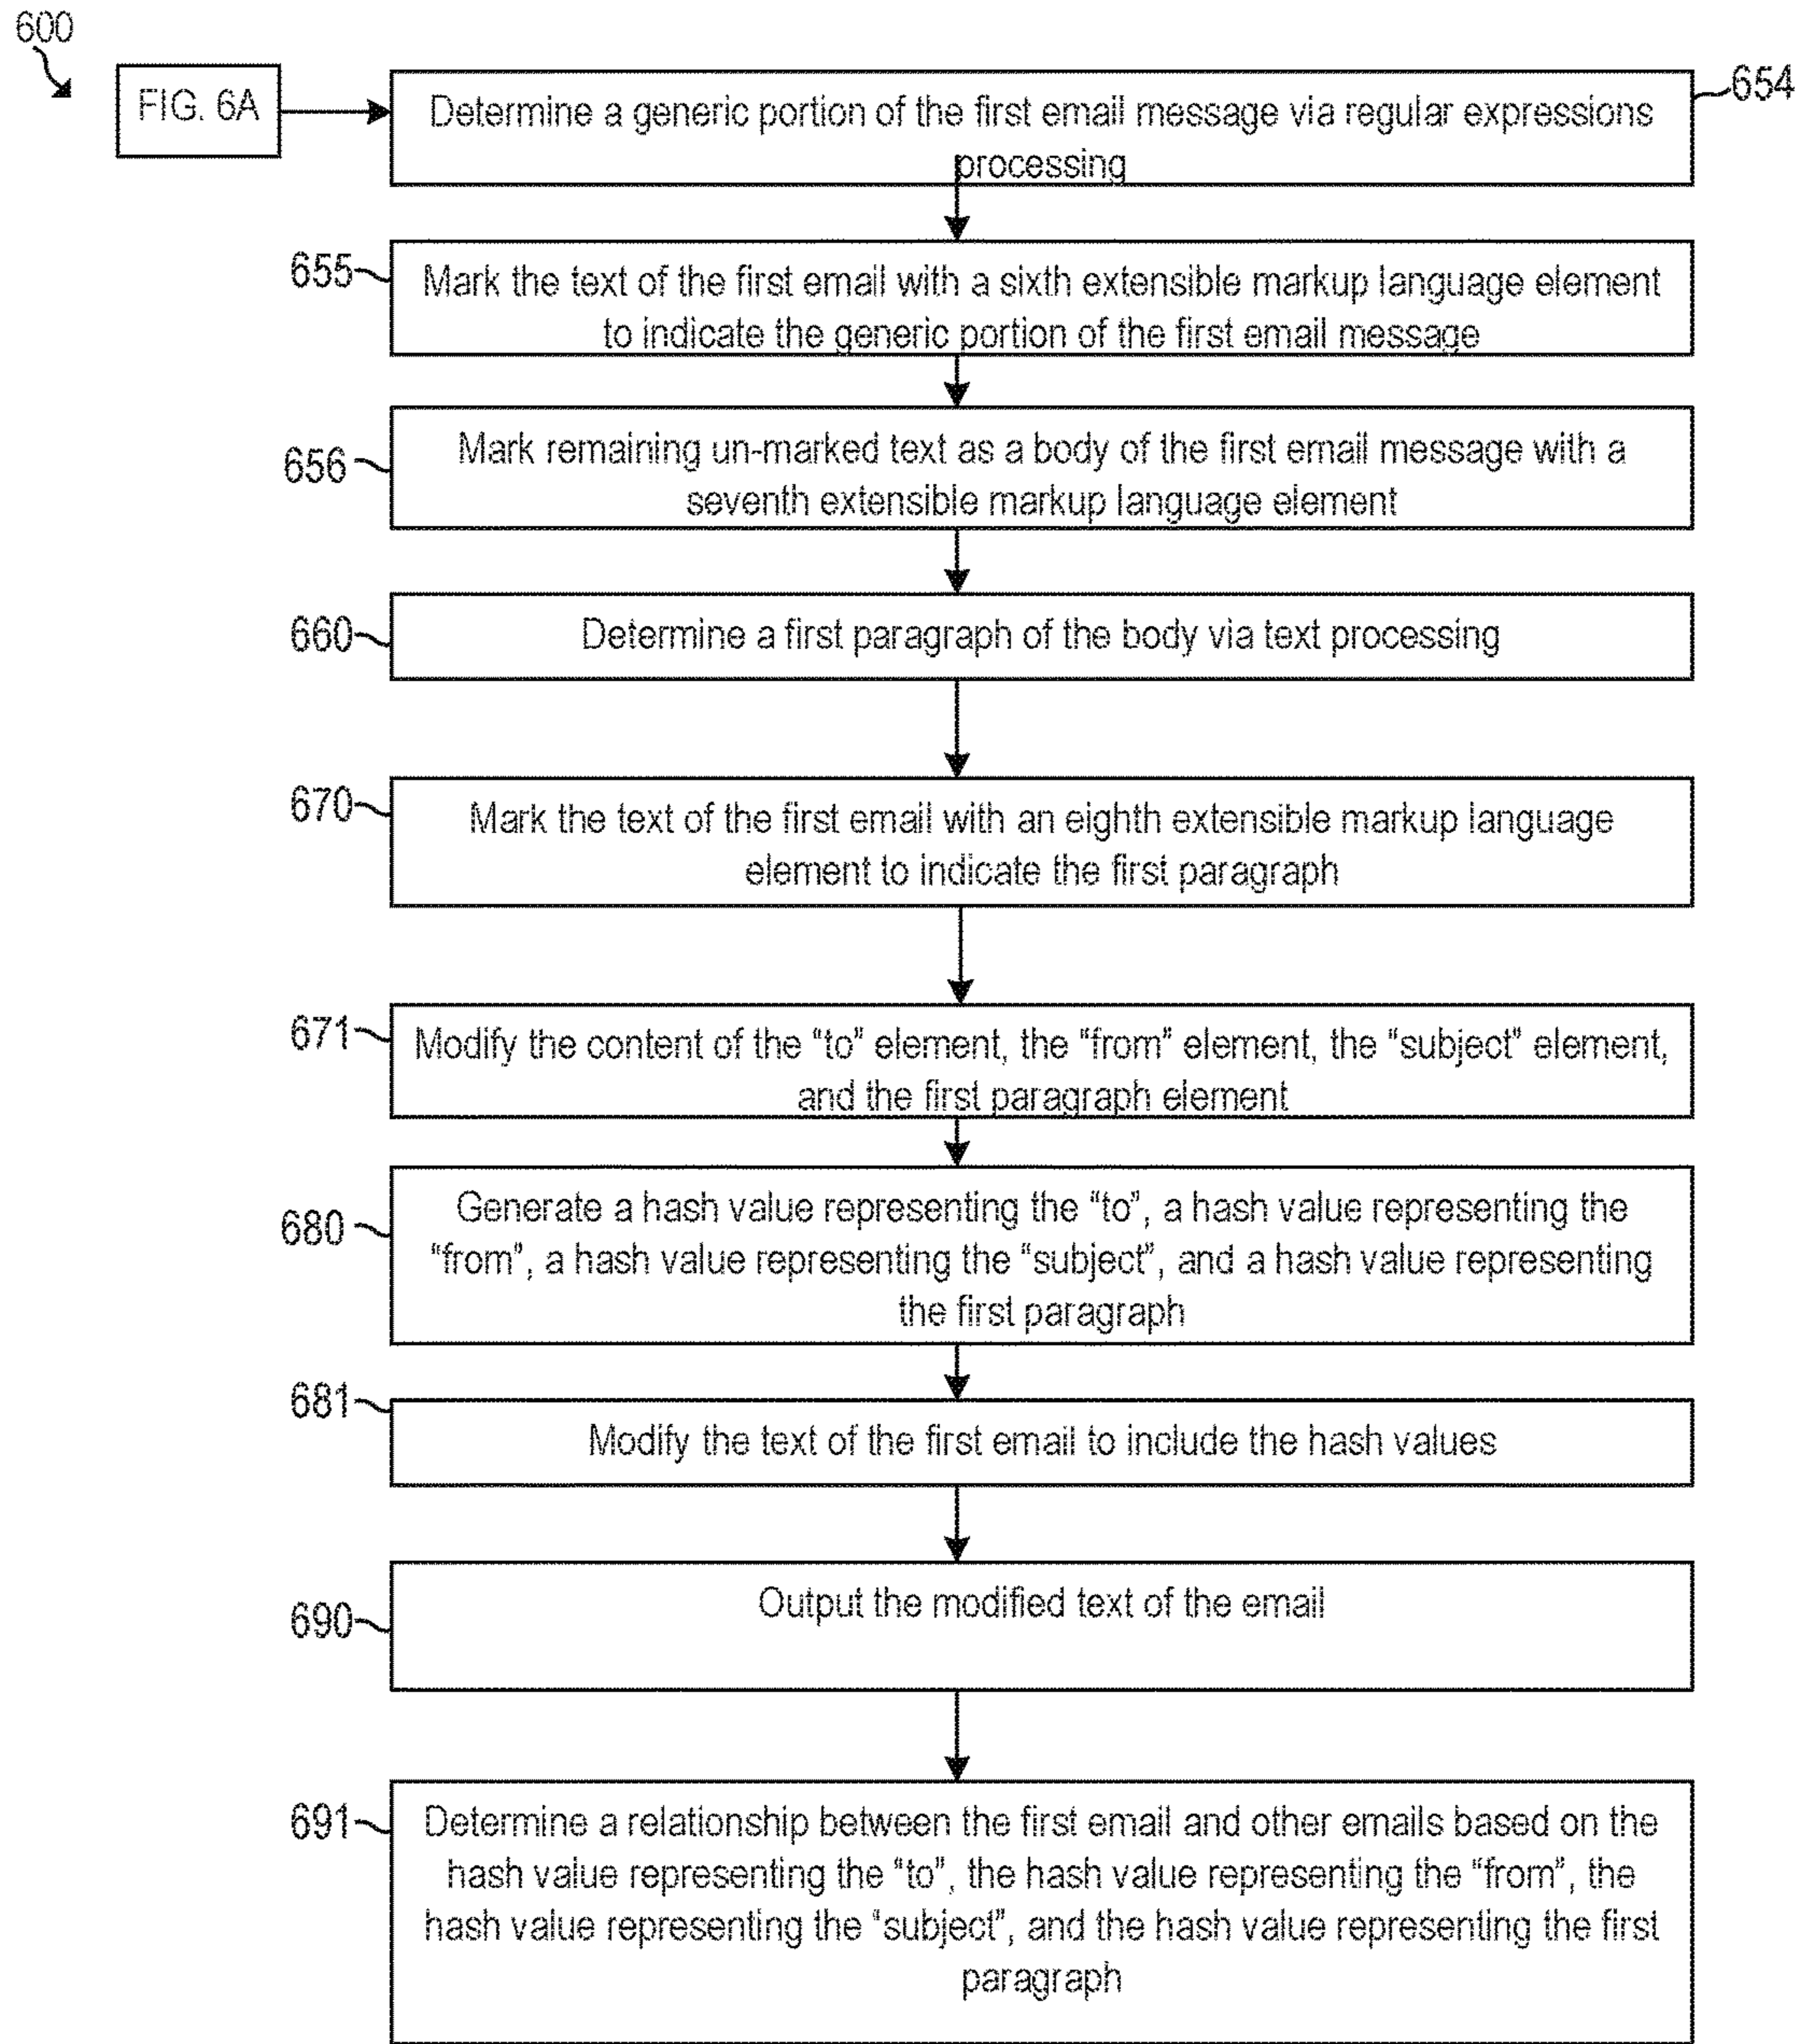 600
FIG. 6A
Determine a generic portion of the first email message via regular expressions
processing
654
655
Mark the text of the first email with a sixth extensible markup language element
to indicate the generic portion of the first email message
656
Mark remaining un-marked text as a body of the first email message with a
seventh extensible markup language element
660
Determine a first paragraph of the body via text processing
670
Mark the text of the first email with an eighth extensible markup language
element to indicate the first paragraph
671
Modify the content of the “to” element, the “from” element, the “subject” element,
and the first paragraph element
680
Generate a hash value representing the “to”, a hash value representing the
“from”, a hash value representing the “subject”, and a hash value representing
the first paragraph
681
Modify the text of the first email to include the hash values
690
Output the modified text of the email
691
Determine a relationship between the first email and other emails based on the
hash value representing the “to”, the hash value representing the “from”, the
hash value representing the “subject”, and the hash value representing the first
paragraph